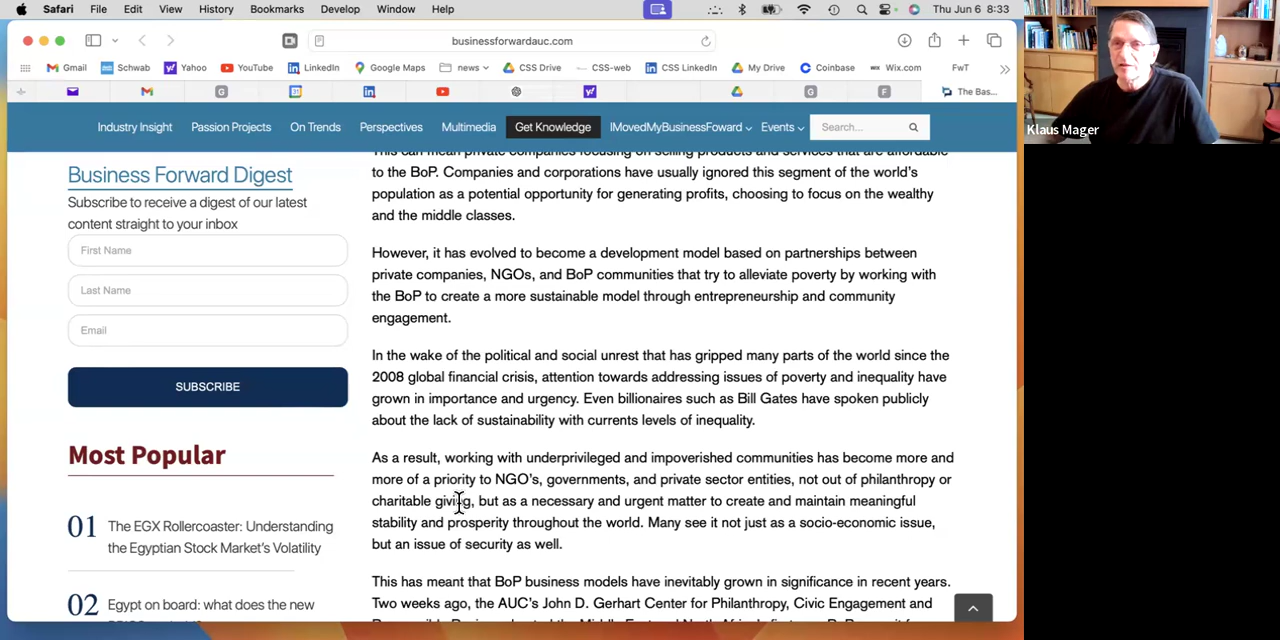 Safari File Edit View History Bookmarks Develop Window Help Thu Jun 6 8:33
businessforwardauc.com
Gmail Schwab Yahoo YouTube LinkedIn Google Maps news CSS Drive CSS-web CSS LinkedIn My Drive Coinbase Wix.com FwT
The Bas...
Industry Insight Passion Projects On Trends Perspectives Multimedia Get Knowledge IMovedMyBusinessFoward Events Search...
Klaus Mager
Business Forward Digest
Subscribe to receive a digest of our latest
content straight to your inbox
First Name
Last Name
Email
SUBSCRIBE
Most Popular
01 The EGX Rollercoaster: Understanding
the Egyptian Stock Market's Volatility
02 Egypt on board: what does the new
This can mean private companies focusing on selling products and services that are affordable
to the BoP. Companies and corporations have usually ignored this segment of the world's
population as a potential opportunity for generating profits, choosing to focus on the wealthy
and the middle classes.
However, it has evolved to become a development model based on partnerships between
private companies, NGOs, and BoP communities that try to alleviate poverty by working with
the BoP to create a more sustainable model through entrepreneurship and community
engagement.
In the wake of the political and social unrest that has gripped many parts of the world since the
2008 global financial crisis, attention towards addressing issues of poverty and inequality have
grown in importance and urgency. Even billionaires such as Bill Gates have spoken publicly
about the lack of sustainability with currents levels of inequality.
As a result, working with underprivileged and impoverished communities has become more and
more of a priority to NGO's, governments, and private sector entities, not out of philanthropy or
charitable giving, but as a necessary and urgent matter to create and maintain meaningful
stability and prosperity throughout the world. Many see it not just as a socio-economic issue,
but an issue of security as well.
This has meant that BoP business models have inevitably grown in significance in recent years.
Two weeks ago, the AUC's John D. Gerhart Center for Philanthropy, Civic Engagement and